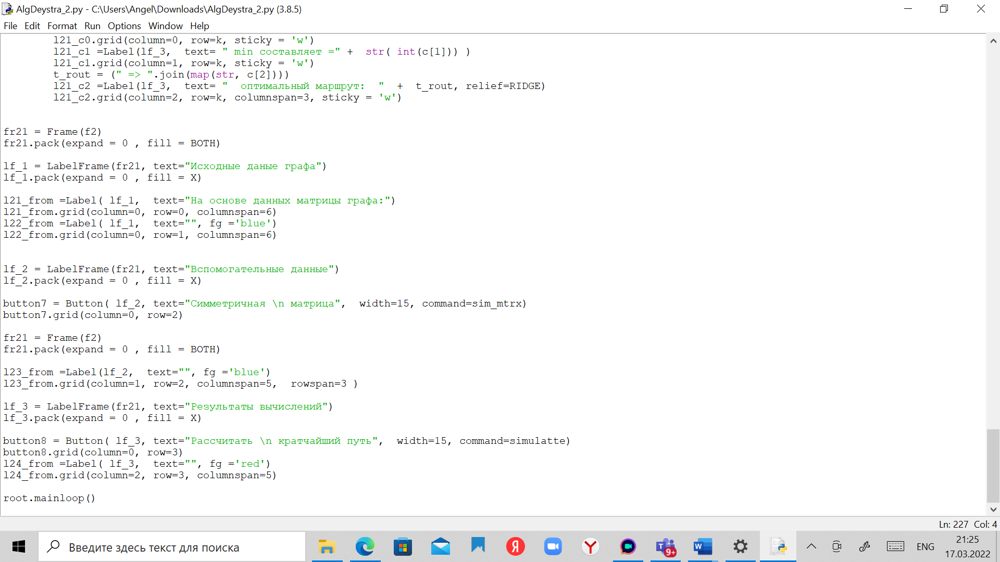 AlgDeystra_2.py - C:\Users\Angel\Downloads\AlgDeystra_2.py (3.8.5)
File Edit Format Run Options Window Help
        l21_c0.grid(column=0, row=k, sticky = 'w')
        l21_c1 =Label(lf_3,  text= " min составляет =" +  str( int(c[1])) )
        l21_c1.grid(column=1, row=k, sticky = 'w')
        t_rout = (" => ".join(map(str, c[2])))
        l21_c2 =Label(lf_3,  text= "  оптимальный маршрут:  "  +  t_rout, relief=RIDGE)
        l21_c2.grid(column=2, row=k, columnspan=3, sticky = 'w')
fr21 = Frame(f2)
fr21.pack(expand = 0 , fill = BOTH)
lf_1 = LabelFrame(fr21, text="Исходные даные графа")
lf_1.pack(expand = 0 , fill = X)
l21_from =Label( lf_1,  text="На основе данных матрицы графа:")
l21_from.grid(column=0, row=0, columnspan=6)
l22_from =Label( lf_1,  text="", fg ='blue')
l22_from.grid(column=0, row=1, columnspan=6)
lf_2 = LabelFrame(fr21, text="Вспомогательные данные")
lf_2.pack(expand = 0 , fill = X)
button7 = Button( lf_2, text="Симметричная \n матрица",  width=15, command=sim_mtrx)
button7.grid(column=0, row=2)
fr21 = Frame(f2)
fr21.pack(expand = 0 , fill = BOTH)
l23_from =Label(lf_2,  text="", fg ='blue')
l23_from.grid(column=1, row=2, columnspan=5,  rowspan=3 )
lf_3 = LabelFrame(fr21, text="Результаты вычислений")
lf_3.pack(expand = 0 , fill = X)
button8 = Button( lf_3, text="Рассчитать \n кратчайший путь",  width=15, command=simulatte)
button8.grid(column=0, row=3)
l24_from =Label( lf_3,  text="", fg ='red')
l24_from.grid(column=2, row=3, columnspan=5)
root.mainloop()
Ln: 227 Col: 4
Введите здесь текст для поиска
Я
Y
T
9+
W
ENG
21:25
17.03.2022